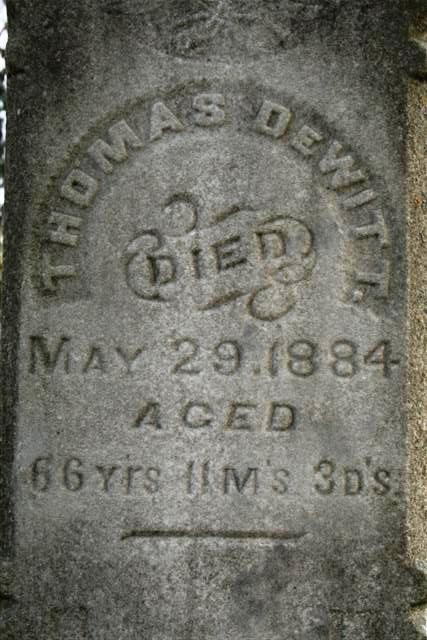 THOMAS DEWITT.
DIED
MAY 29.1884
AGED
66 yrs 11 M's 3 D's.